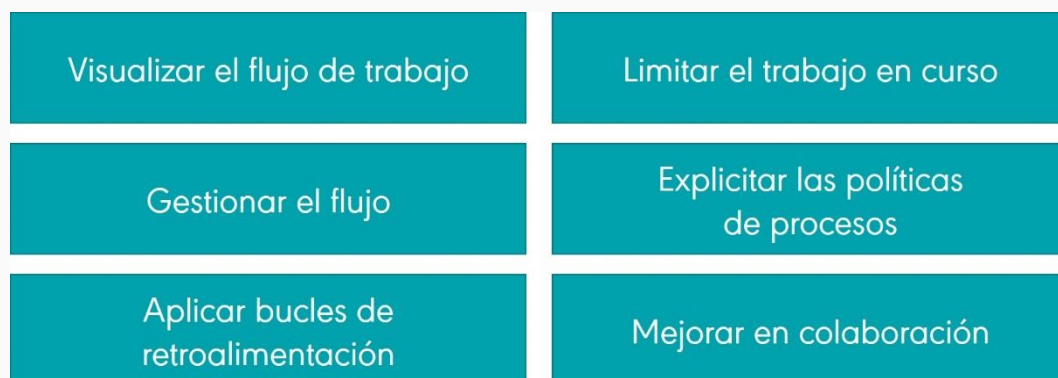 Visualizar el flujo de trabajo
Limitar el trabajo en curso
Gestionar el flujo
Explicitar las políticas
de procesos
Aplicar bucles de
retroalimentación
Mejorar en colaboración